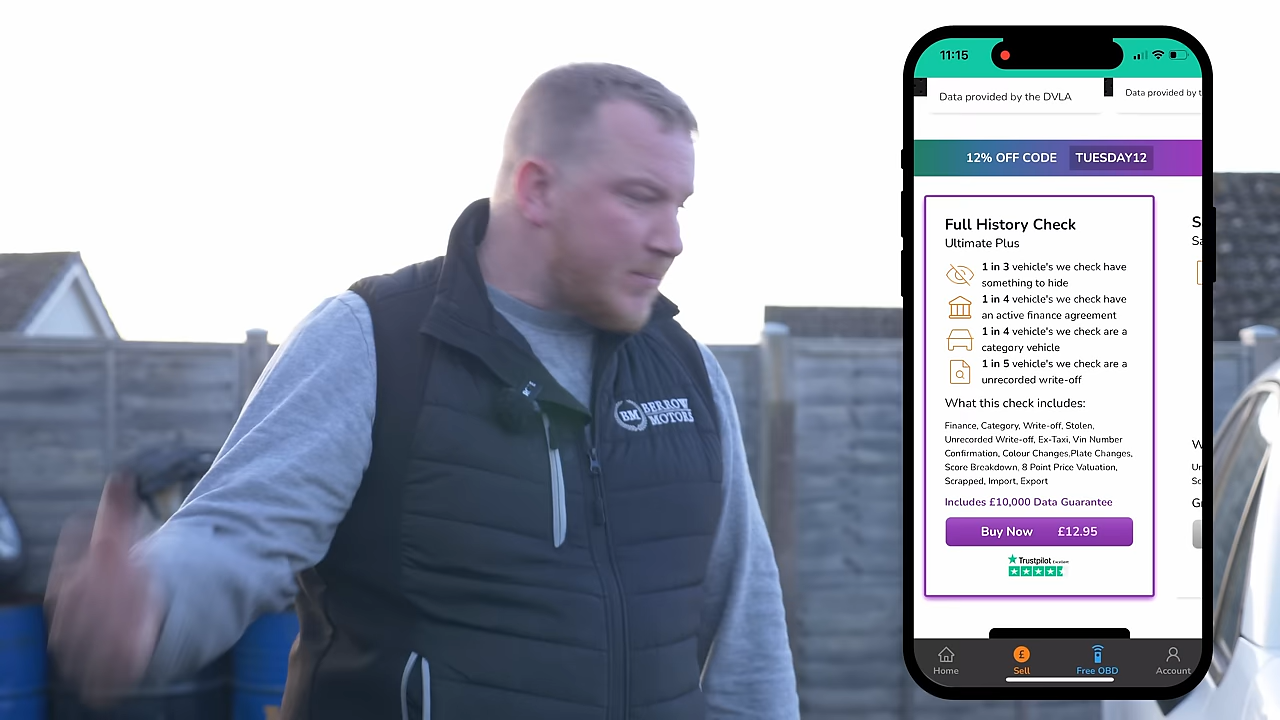 BM BERROW
MOTORS
11:15
Data provided by the DVLA
Data provided by t
12% OFF CODE TUESDAY12
Full History Check
Ultimate Plus
1 in 3 vehicle's we check have
something to hide
1 in 4 vehicle's we check have
an active finance agreement
1 in 4 vehicle's we check are a
category vehicle
1 in 5 vehicle's we check are a
unrecorded write-off
What this check includes:
Finance, Category, Write-off, Stolen,
Unrecorded Write-off, Ex-Taxi, Vin Number
Confirmation, Colour Changes,Plate Changes,
Score Breakdown, 8 Point Price Valuation,
Scrapped, Import, Export
Includes £10,000 Data Guarantee
Buy Now £12.95
Trustpilot
S
Sa
W
Un
Sc
Gr
Home
£
Sell
Free OBD
Account